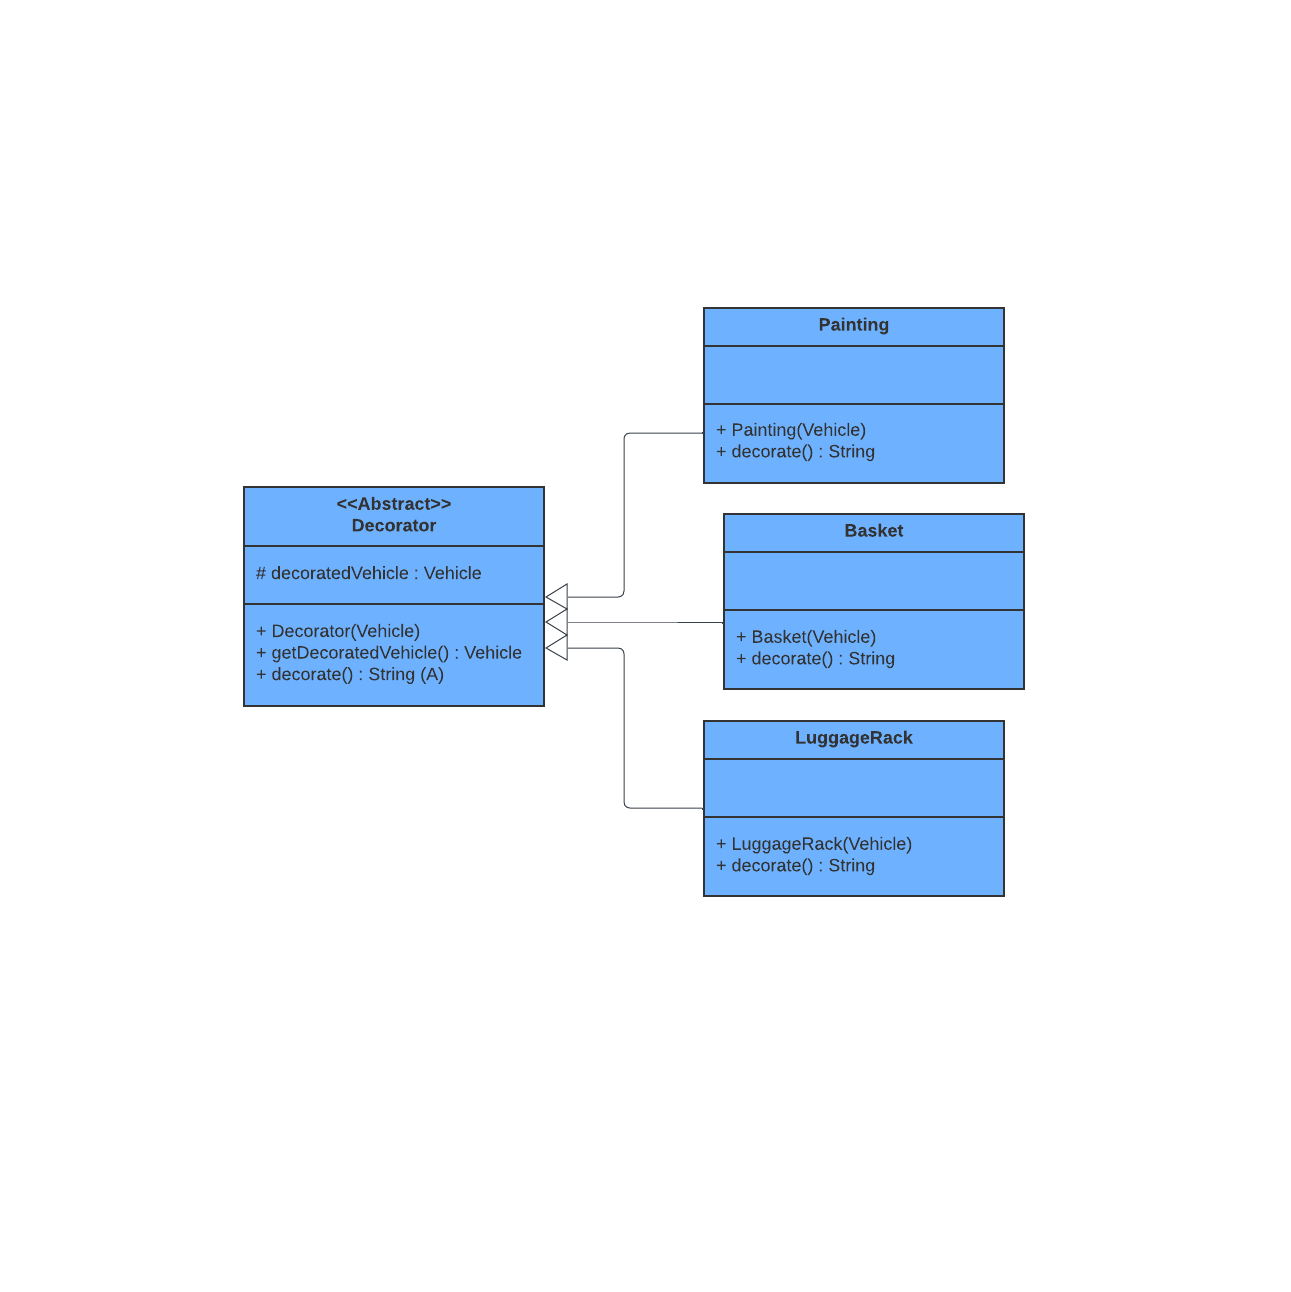 <<Abstract>>
Decorator
# decoratedVehicle : Vehicle
+ Decorator(Vehicle)
+ getDecoratedVehicle() : Vehicle
+ decorate() : String (A)
Painting
+ Painting(Vehicle)
+ decorate() : String
Basket
+ Basket(Vehicle)
+ decorate() : String
LuggageRack
+ LuggageRack(Vehicle)
+ decorate() : String